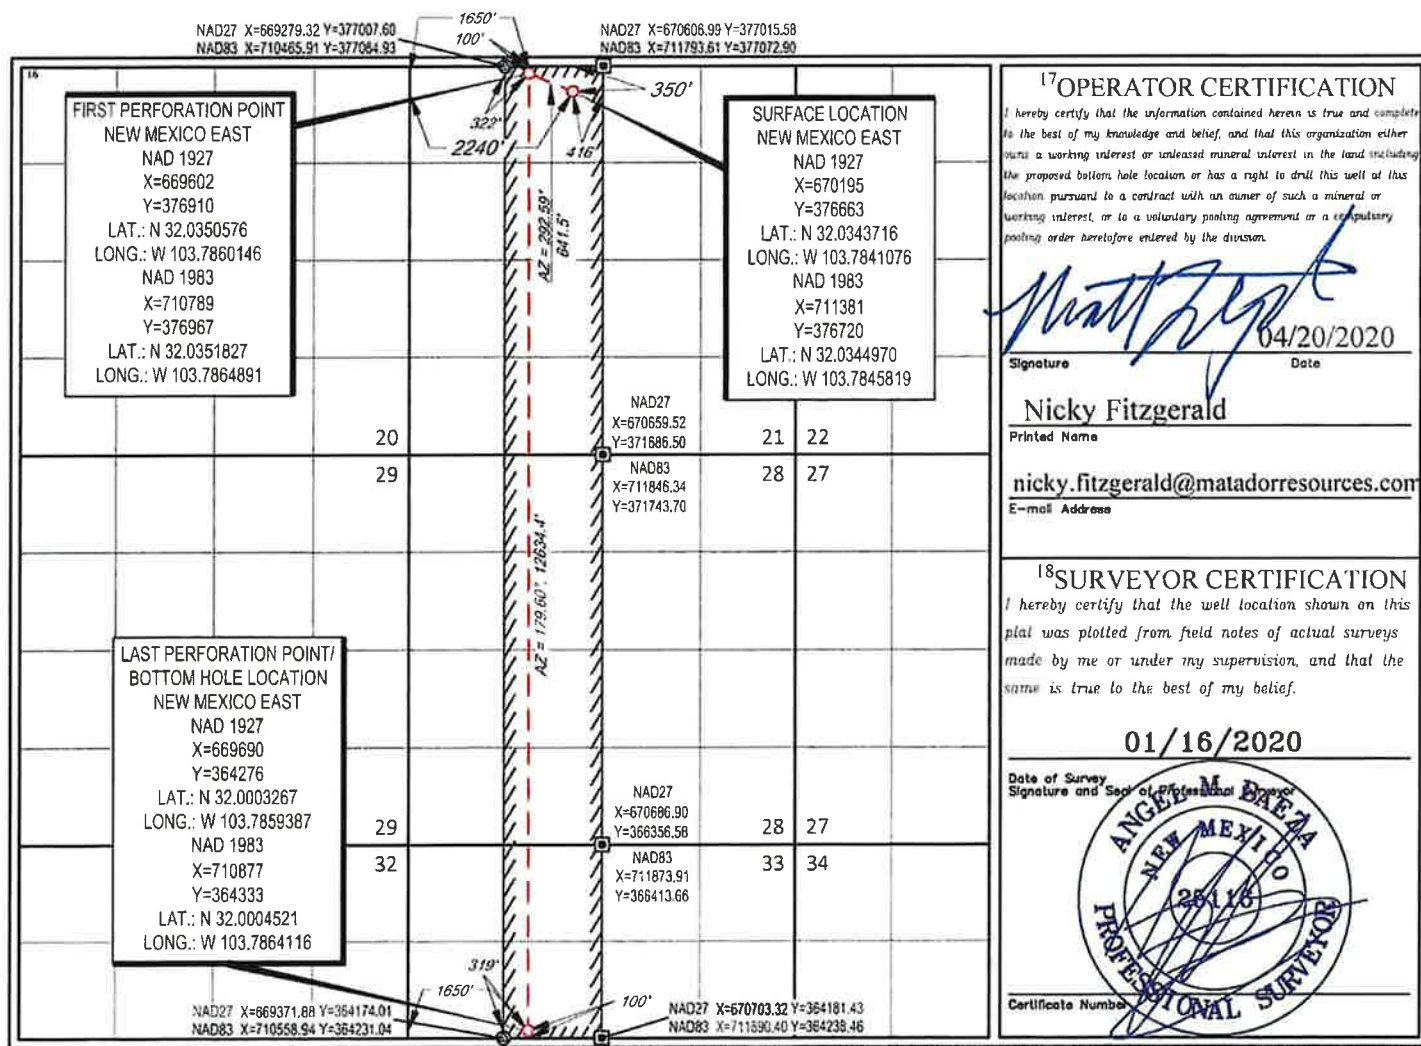 NAD27 X=669279.32 Y=377007.60
NAD83 X=710465.91 Y=377084.93
1650'
100'
NAD27 X=670606.99 Y=377015.58
NAD83 X=711793.61 Y=377072.90
16
FIRST PERFORATION POINT
NEW MEXICO EAST
NAD 1927
X=669602
Y=376910
LAT.: N 32.0350576
LONG.: W 103.7860146
NAD 1983
X=710789
Y=376967
LAT.: N 32.0351827
LONG.: W 103.7864891
322'
2240'
350'
416'
AZ = 292.59°
641.5'
SURFACE LOCATION
NEW MEXICO EAST
NAD 1927
X=670195
Y=376663
LAT.: N 32.0343716
LONG.: W 103.7841076
NAD 1983
X=711381
Y=376720
LAT.: N 32.0344970
LONG.: W 103.7845819
NAD27
X=670659.52
Y=371686.50
20
21 22
29
NAD83
X=711846.34
Y=371743.70
28 27
AZ = 179.60°, 12634.4'
LAST PERFORATION POINT/
BOTTOM HOLE LOCATION
NEW MEXICO EAST
NAD 1927
X=669690
Y=364276
LAT.: N 32.0003267
LONG.: W 103.7859387
NAD 1983
X=710877
Y=364333
LAT.: N 32.0004521
LONG.: W 103.7864116
NAD27
X=670686.90
Y=366356.58
29
28 27
32
NAD83
X=711873.91
Y=366413.66
33 34
319'
1650'
100'
NAD27 X=669371.88 Y=364174.01
NAD83 X=710558.94 Y=364231.04
NAD27 X=670703.32 Y=364181.43
NAD83 X=711890.40 Y=364238.46
17OPERATOR CERTIFICATION
I hereby certify that the information contained herein is true and complete
to the best of my knowledge and belief, and that this organization either
owns a working interest or unleased mineral interest in the land including
the proposed bottom hole location or has a right to drill this well at this
location pursuant to a contract with an owner of such a mineral or
working interest, or to a voluntary pooling agreement or a compulsory
pooling order heretofore entered by the division.
04/20/2020
Signature Date
Nicky Fitzgerald
Printed Name
nicky.fitzgerald@matadorresources.com
E-mail Address
18SURVEYOR CERTIFICATION
I hereby certify that the well location shown on this
plat was plotted from field notes of actual surveys
made by me or under my supervision, and that the
same is true to the best of my belief.
01/16/2020
Date of Survey
Signature and Seal of Professional Surveyor
ANGEL M. BAEZA
NEW MEXICO
25116
PROFESSIONAL SURVEYOR
Certificate Number